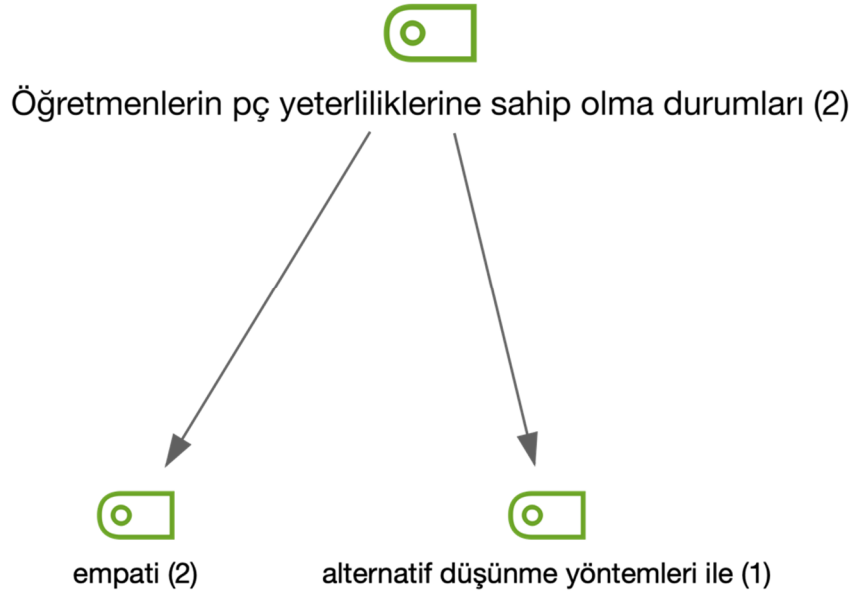 Öğretmenlerin pç yeterliliklerine sahip olma durumları (2)
empati (2)
alternatif düşünme yöntemleri ile (1)